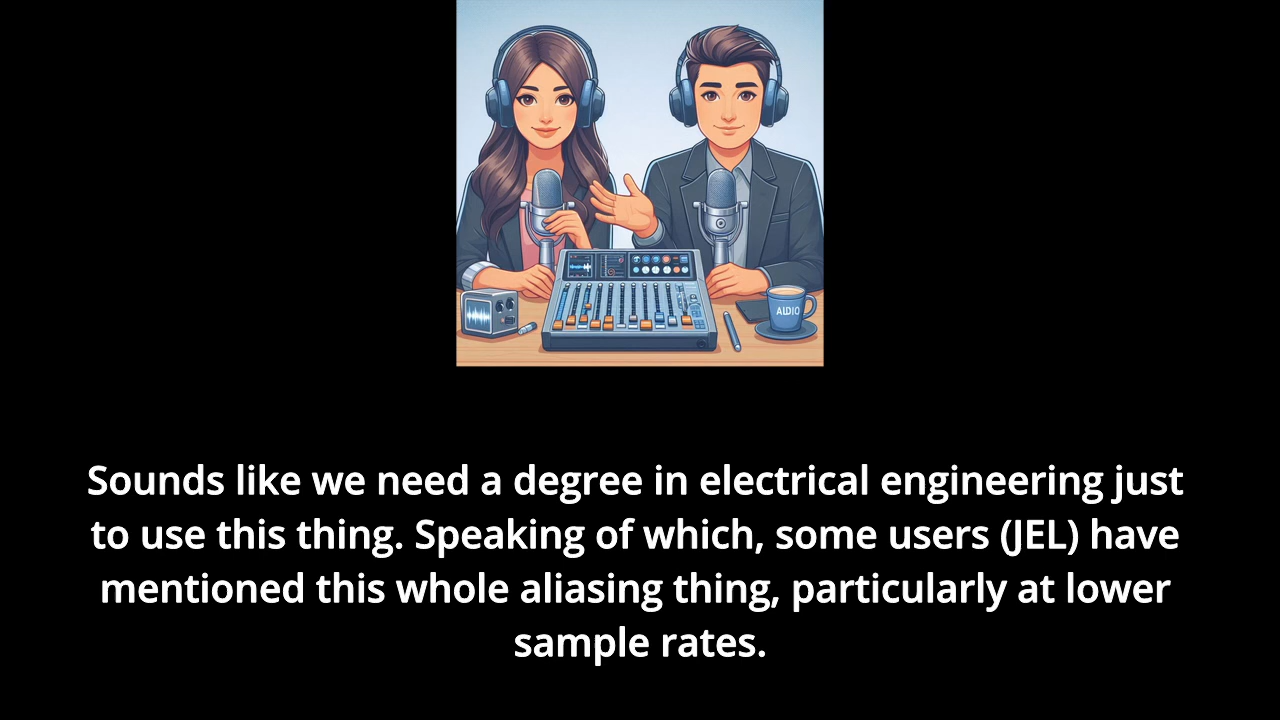 ALDIO
Sounds like we need a degree in electrical engineering just
to use this thing. Speaking of which, some users (JEL) have
mentioned this whole aliasing thing, particularly at lower
sample rates.